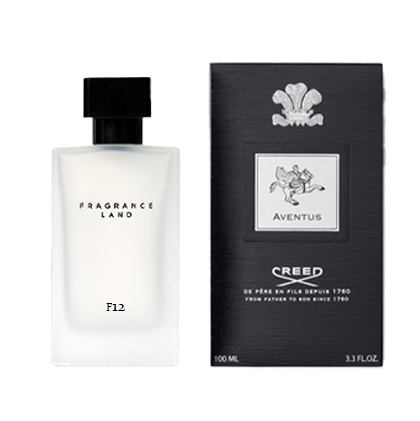 FRAGRANCE
LAND
F12
AVENTUS
CREED
DE PÈRE EN FILS DEPUIS 1760
FROM FATHER TO SON SINCE 1760
100 ML
3.3 FL.OZ.